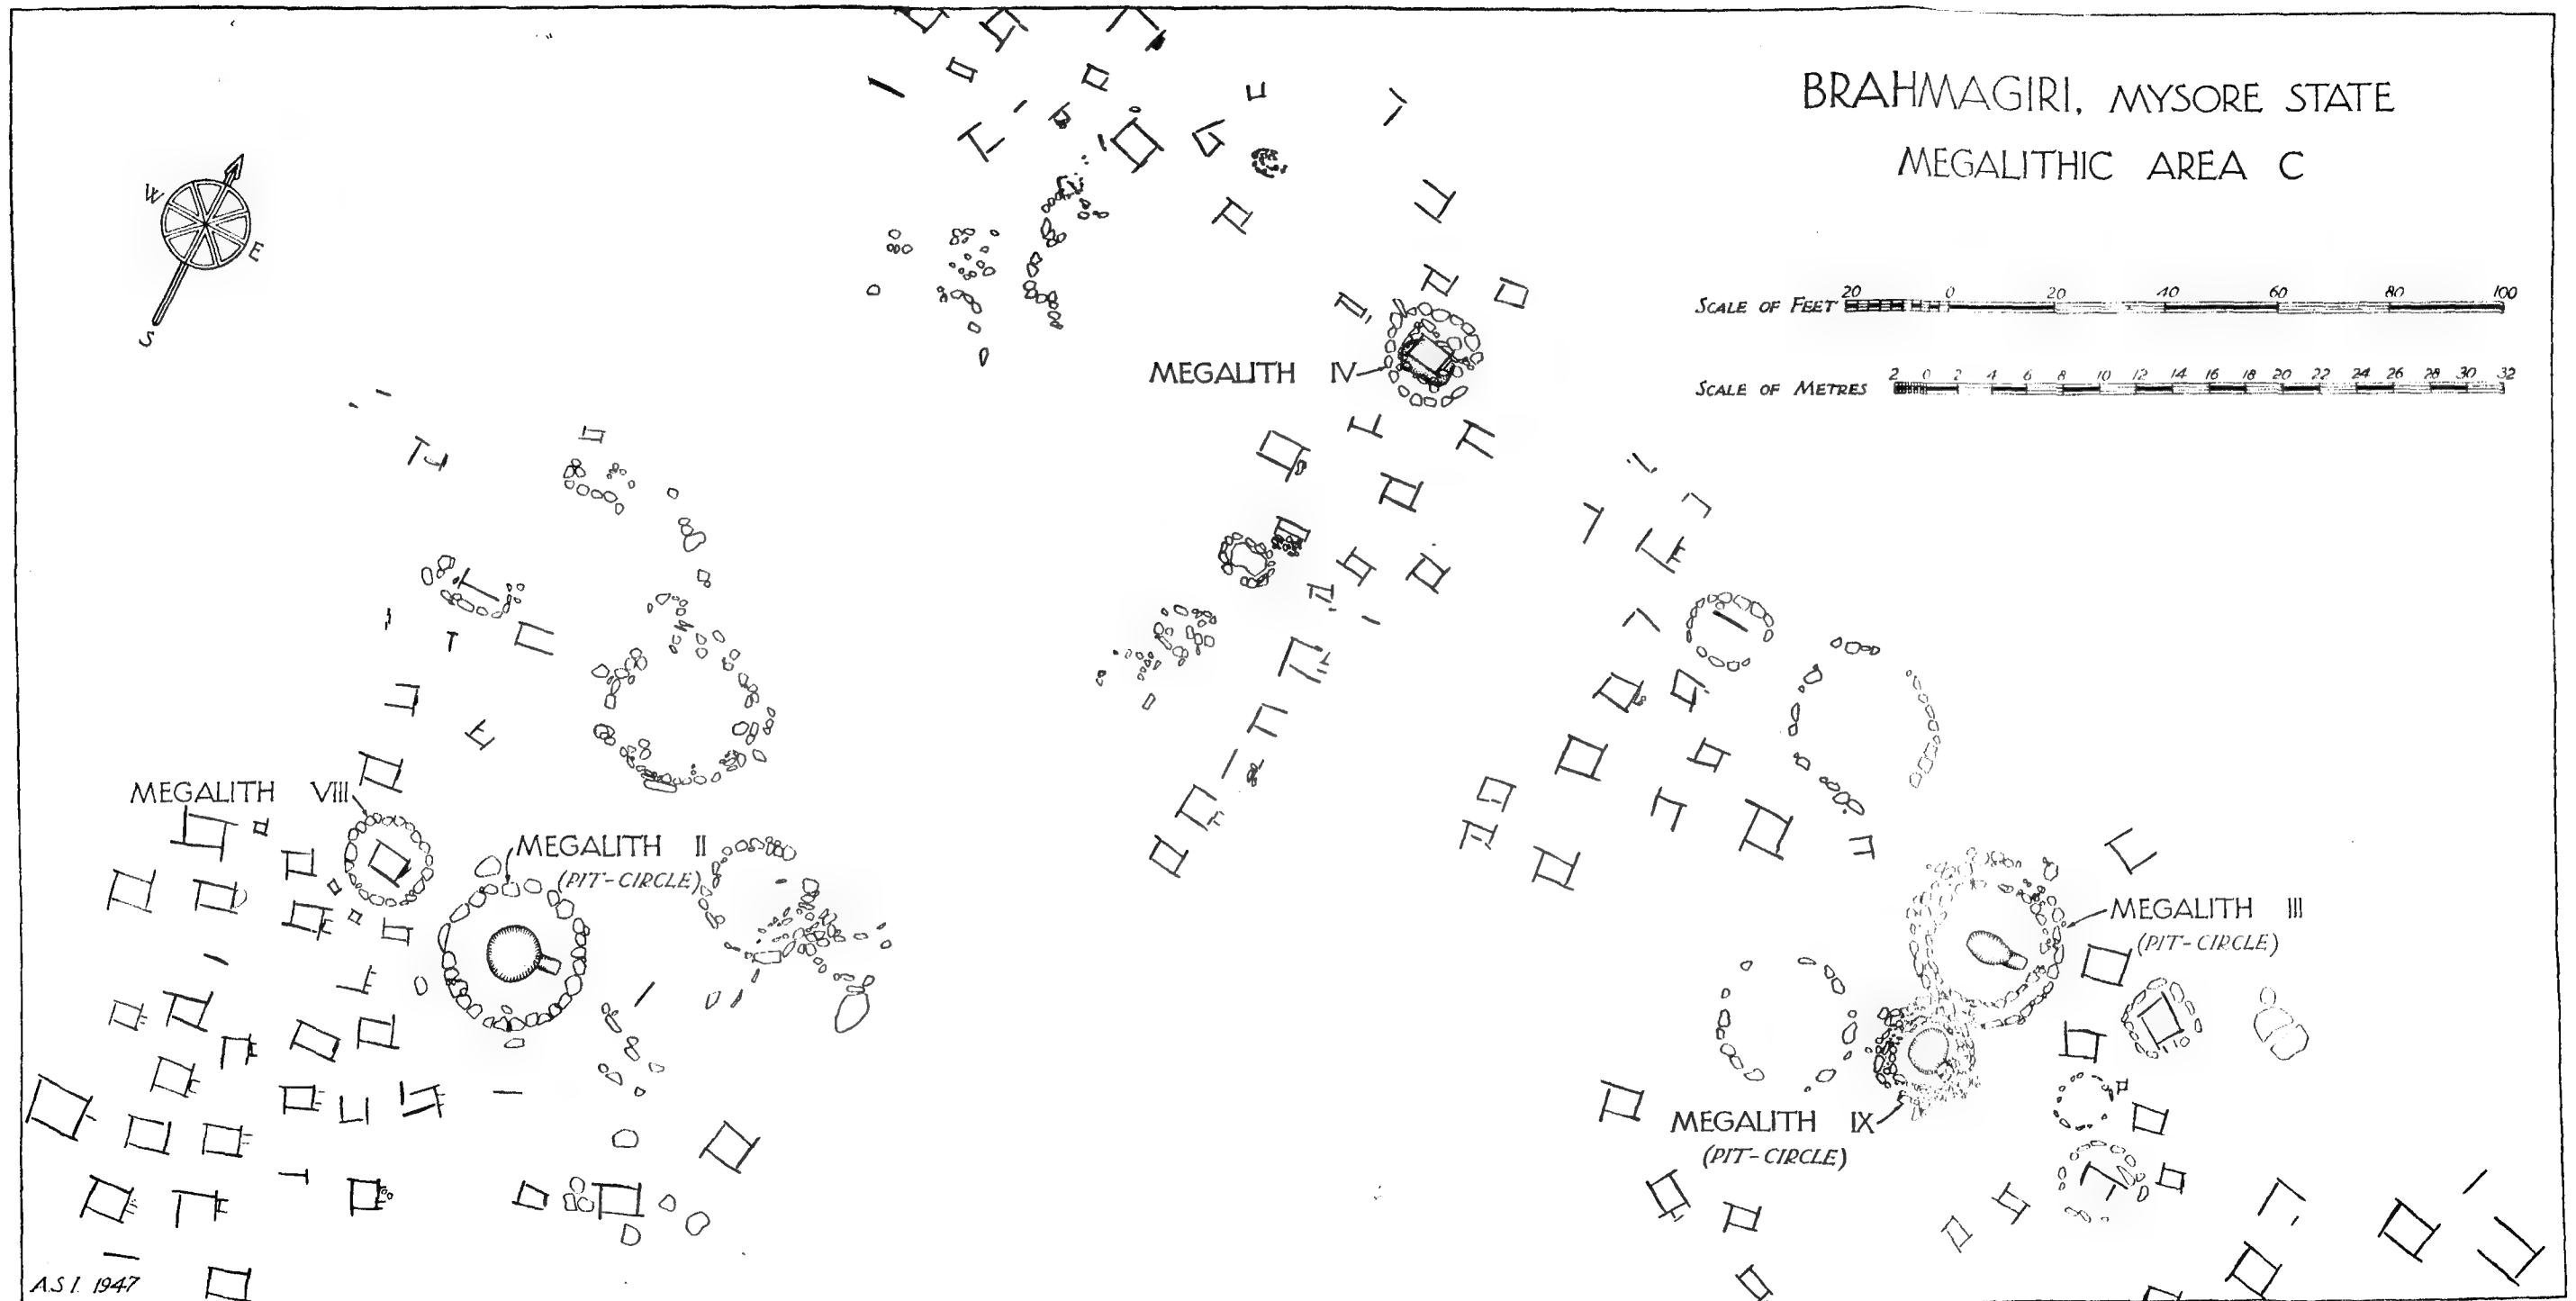 BRAHMAGIRI, MYSORE STATE
MEGALITHIC AREA C
W
E
S
SCALE OF FEET 20 0 20 40 60 80 100
SCALE OF METRES 2 0 2 4 6 8 10 12 14 16 18 20 22 24 26 28 30 32
MEGALITH IV
MEGALITH VIII
MEGALITH II
(PIT-CIRCLE)
MEGALITH III
(PIT-CIRCLE)
MEGALITH IX
(PIT-CIRCLE)
A.S.I. 1947